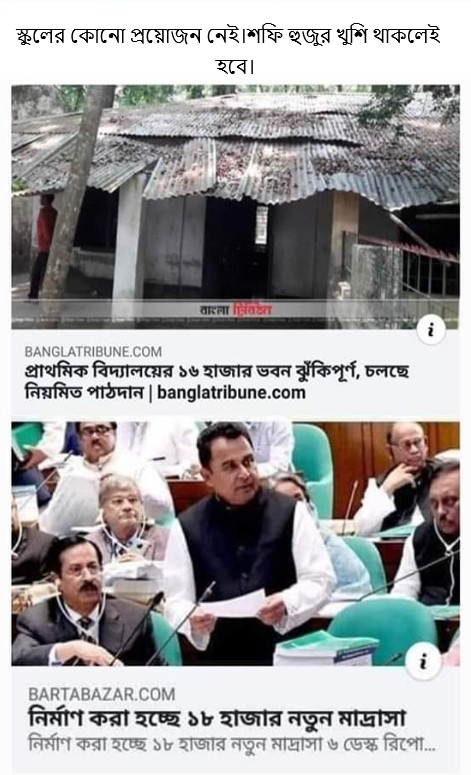 স্কুলের কোনো প্রয়োজন নেই।শফি হুজুর খুশি থাকলেই
হবে।
বাংলা ট্রিবিউন
BANGLATRIBUNE.COM
প্রাথমিক বিদ্যালয়ের ১৬ হাজার ভবন ঝুঁকিপূর্ণ, চলছে
নিয়মিত পাঠদান | banglatribune.com
BARTABAZAR.COM
নির্মাণ করা হচ্ছে ১৮ হাজার নতুন মাদ্রাসা
নির্মাণ করা হচ্ছে ১৮ হাজার নতুন মাদ্রাসা ৬ ডেস্ক রিপো...